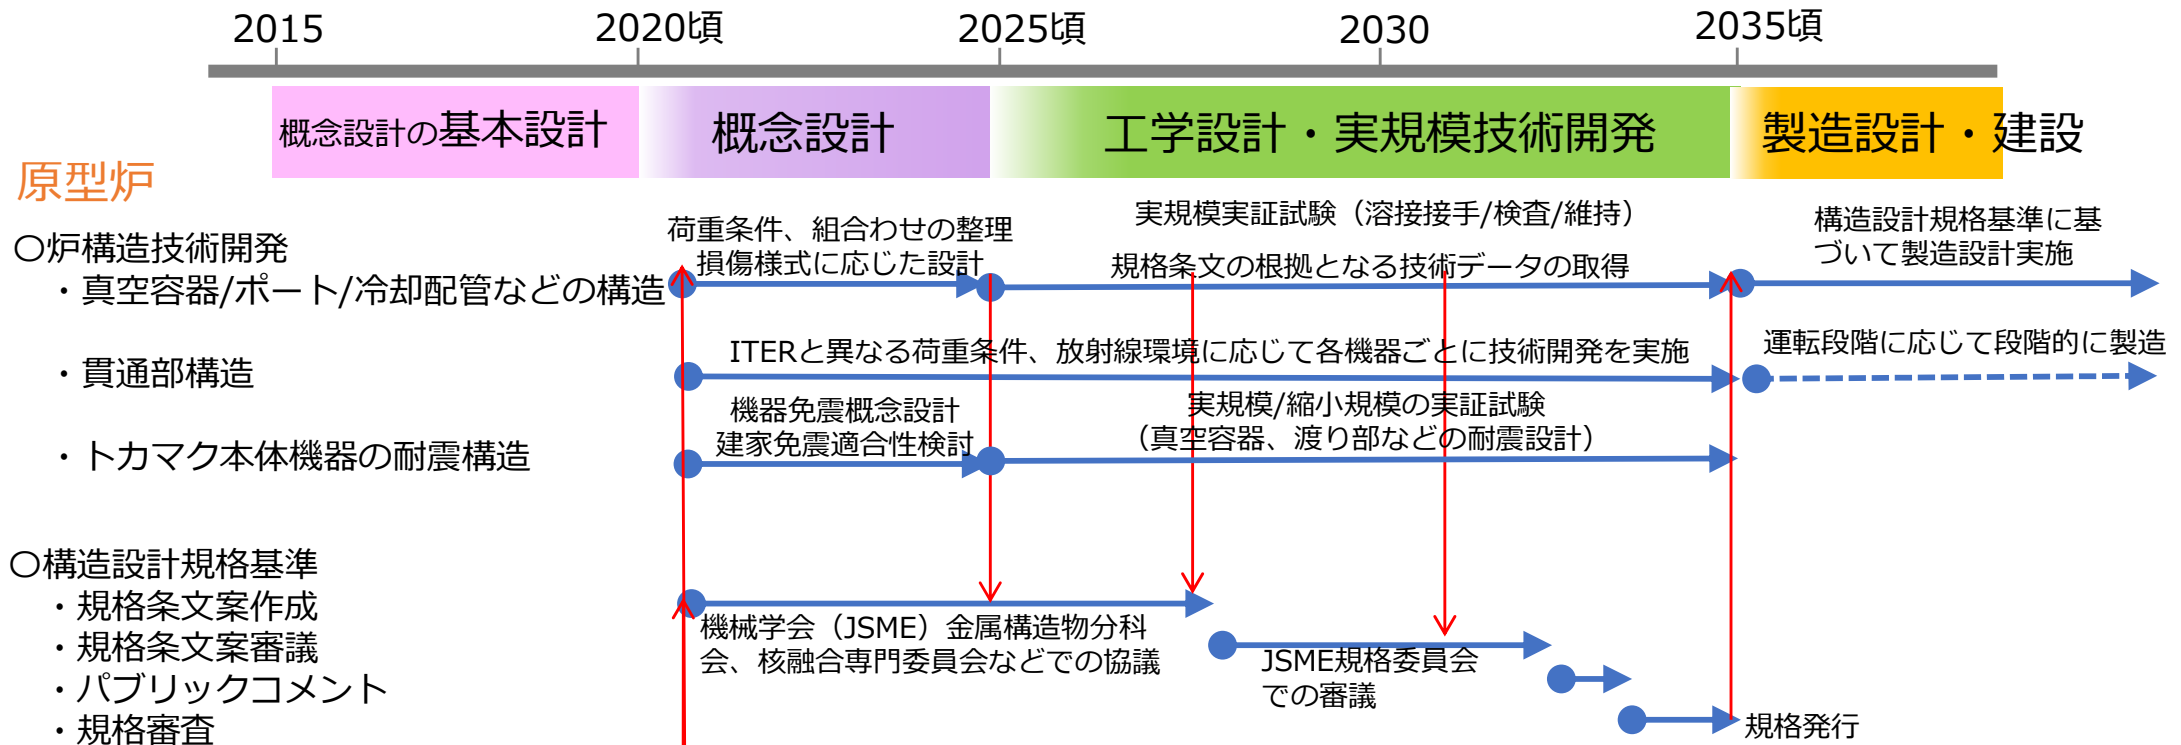 2015
2020頃
2025頃
2030
2035頃
概念設計の基本設計
概念設計
工学設計・実規模技術開発
製造設計・建設
原型炉
〇炉構造技術開発
・真空容器/ポート/冷却配管などの構造
荷重条件、組合わせの整理
損傷様式に応じた設計
実規模実証試験（溶接接手/検査/維持）
規格条文の根拠となる技術データの取得
構造設計規格基準に基
づいて製造設計実施
・貫通部構造
ITERと異なる荷重条件、放射線環境に応じて各機器ごとに技術開発を実施
運転段階に応じて段階的に製造
・トカマク本体機器の耐震構造
機器免震概念設計
建家免震適合性検討
実規模/縮小規模の実証試験
（真空容器、渡り部などの耐震設計）
〇構造設計規格基準
・規格条文案作成
・規格条文案審議
・パブリックコメント
・規格審査
機械学会（JSME）金属構造物分科
会、核融合専門委員会などでの協議
JSME規格委員会
での審議
規格発行